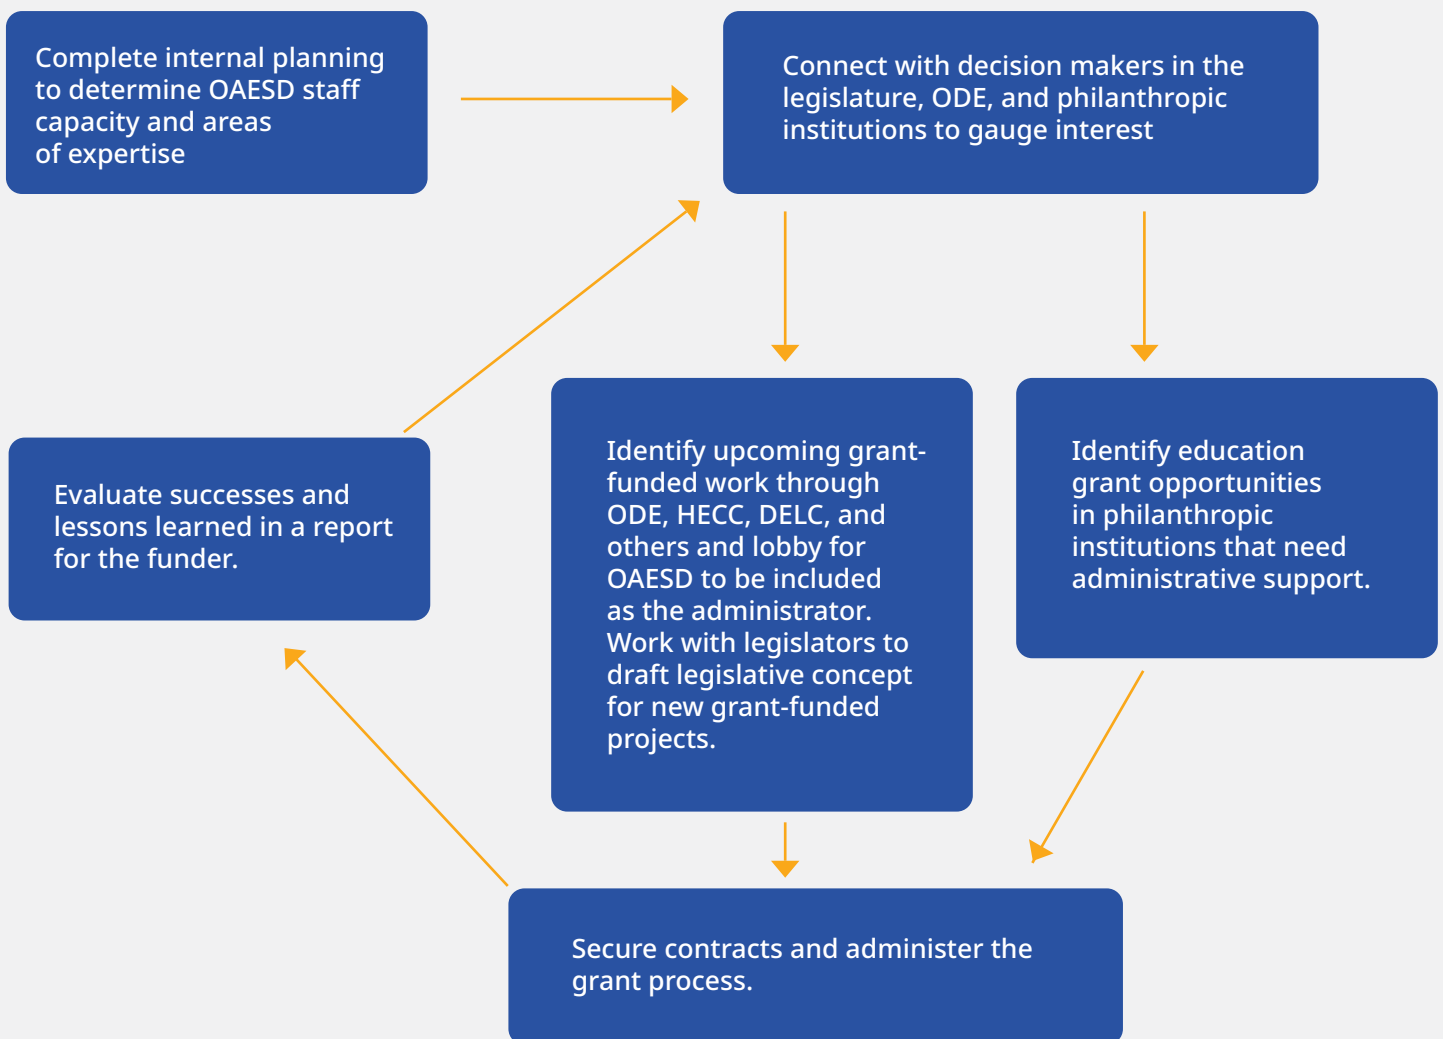 Complete internal planning
to determine OAESD staff
capacity and areas
of expertise
Connect with decision makers in the
legislature, ODE, and philanthropic
institutions to gauge interest
Evaluate successes and
lessons learned in a report
for the funder.
Identify upcoming grant-
funded work through
ODE, HECC, DELC, and
others and lobby for
OAESD to be included
as the administrator.
Work with legislators to
draft legislative concept
for new grant-funded
projects.
Identify education
grant opportunities
in philanthropic
institutions that need
administrative support.
Secure contracts and administer the
grant process.